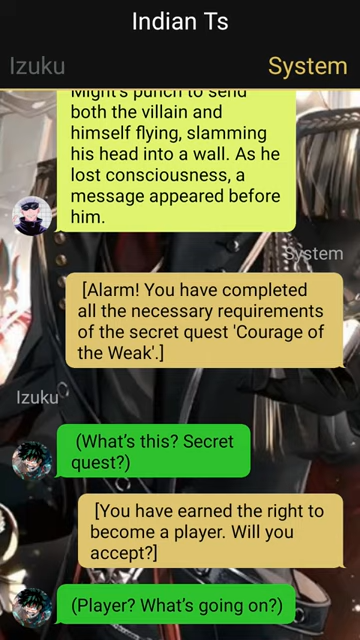 Indian Ts
Izuku
System
Might's punch to send
both the villain and
himself flying, slamming
his head into a wall. As he
lost consciousness, a
message appeared before
him.
System
[Alarm! You have completed
all the necessary requirements
of the secret quest 'Courage of
the Weak'.]
Izuku
(What's this? Secret
quest?)
[You have earned the right to
become a player. Will you
accept?]
(Player? What's going on?)